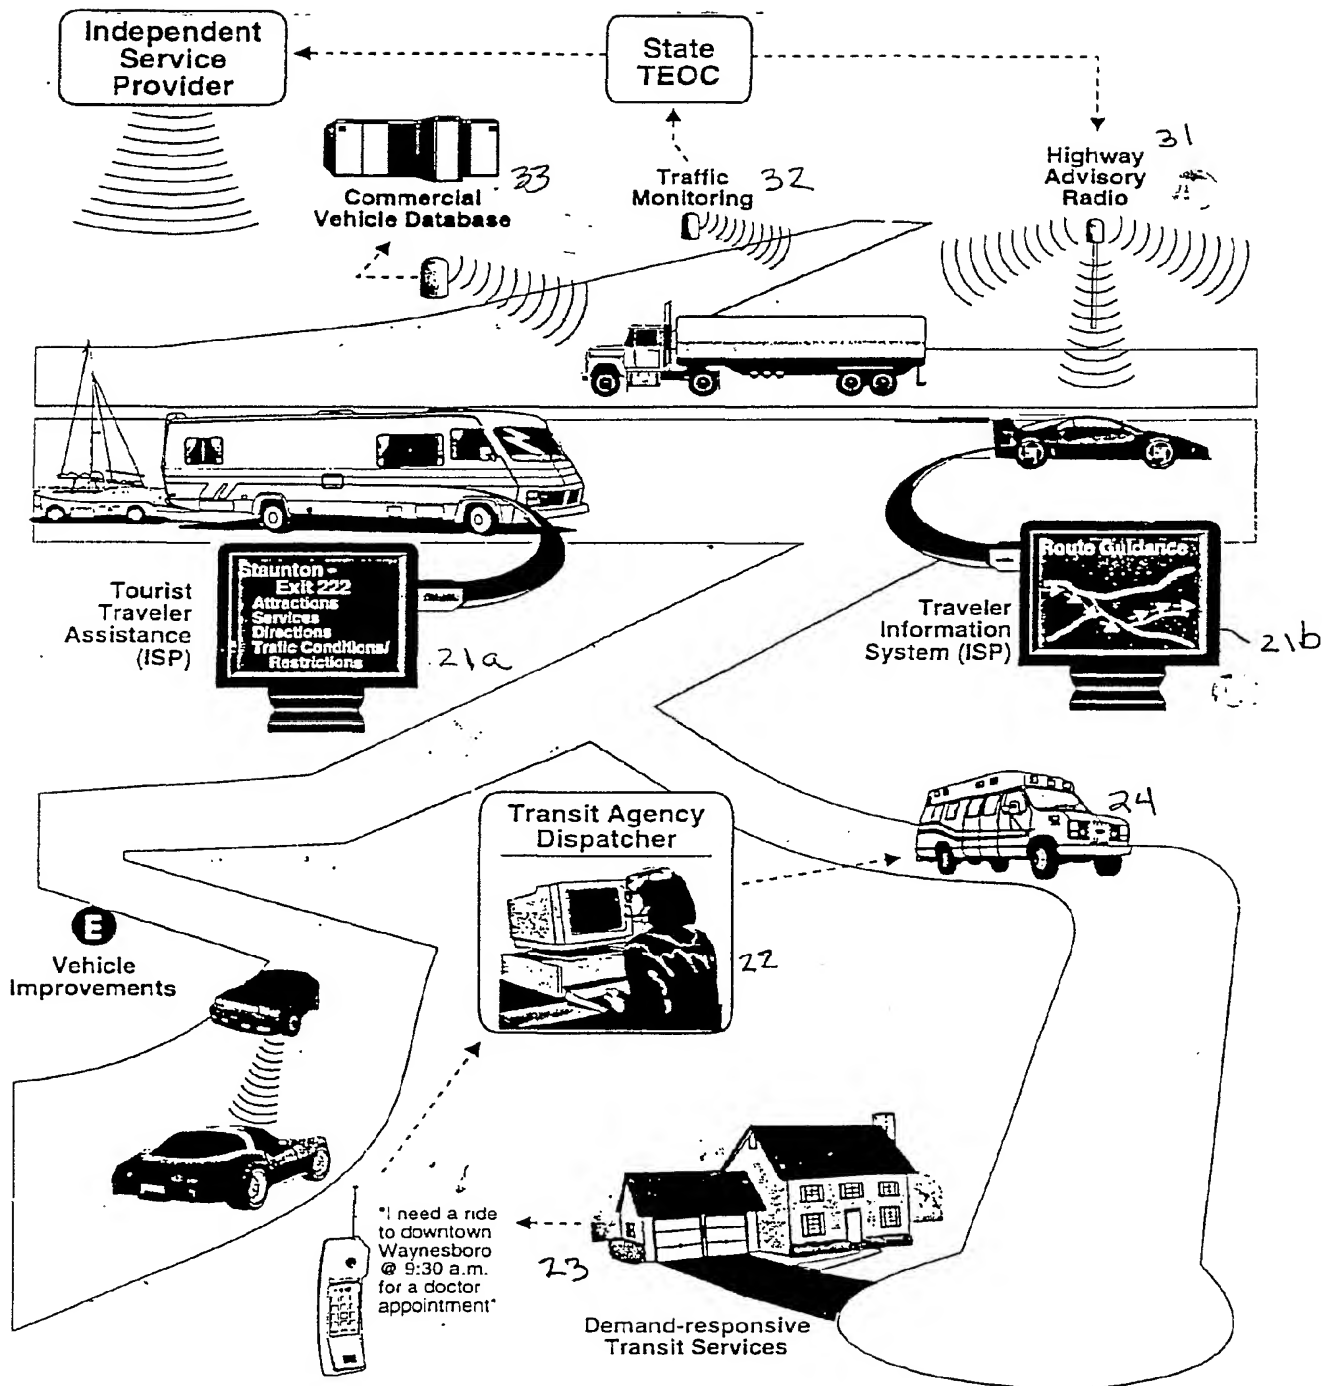 Independent
Service
Provider
State
TEOC
Commercial
Vehicle Database
33
Traffic
Monitoring
32
31
Highway
Advisory
Radio
Tourist
Traveler
Assistance
(ISP)
Staunton -
Exit 222
Attractions
Services
Directions
Traffic Conditions/
Restrictions
21a
Traveler
Information
System (ISP)
Route Guidance
21b
Transit Agency
Dispatcher
22
24
E
Vehicle
Improvements
"I need a ride
to downtown
Waynesboro
@ 9:30 a.m.
for a doctor
appointment"
23
Demand-responsive
Transit Services